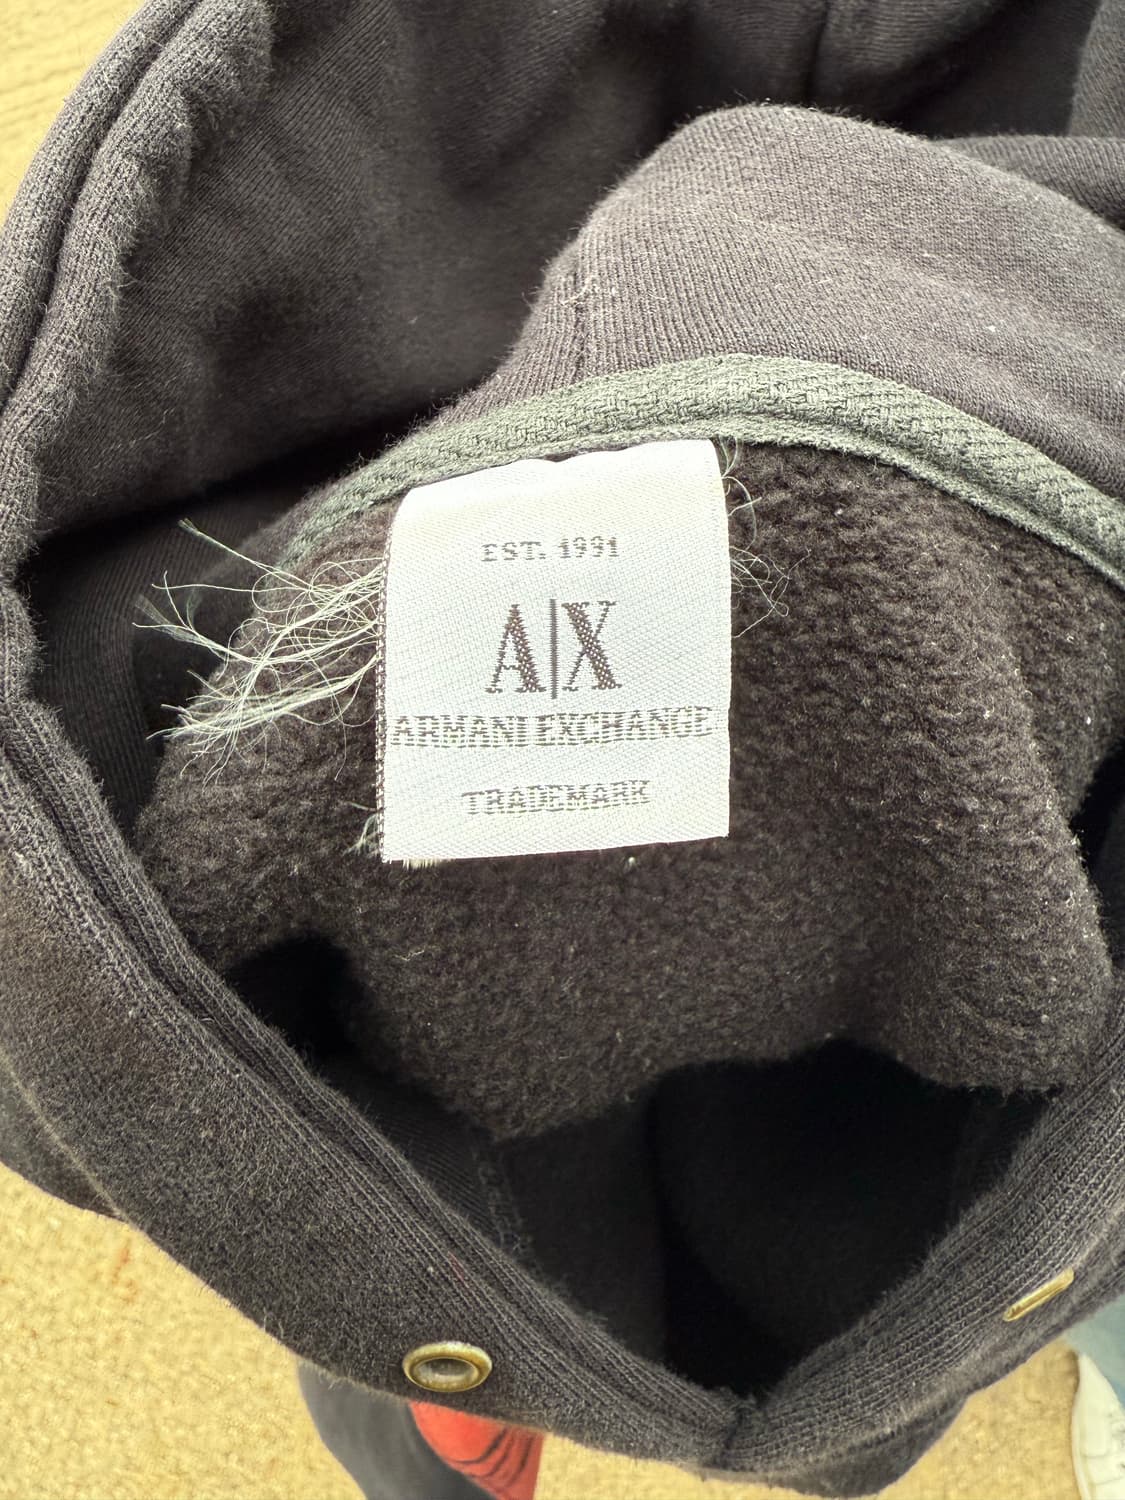 EST. 1991
A|X
ARMANI EXCHANGE
TRADEMARK